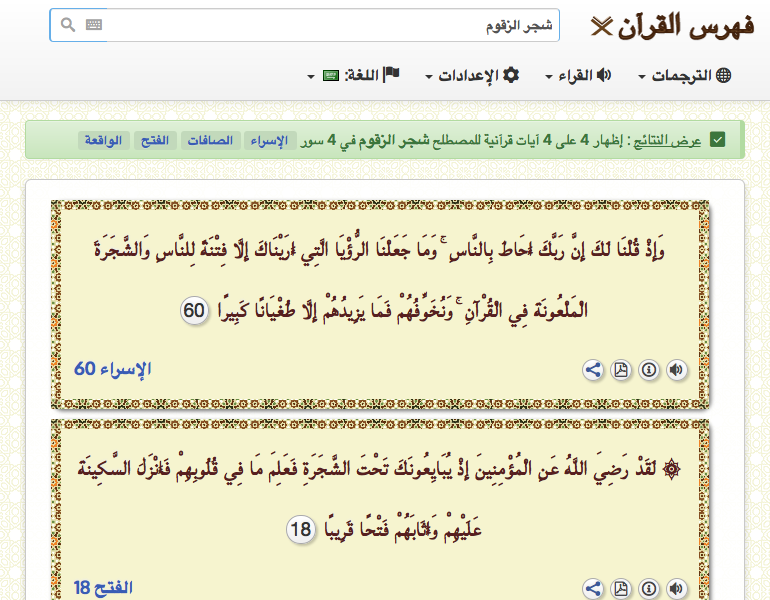 فهرس القرآن
شجر الزقوم
الترجمات
القراء
الإعدادات
اللغة:
عرض النتائج : إظهار 4 على 4 آيات قرآنية للمصطلح شجر الزقوم في 4 سور الإسراء الصافات الفتح الواقعة
وَإِذْ قُلْنَا لَكَ إِنَّ رَبَّكَ أَحَاطَ بِالنَّاسِ ۚ وَمَا جَعَلْنَا الرُّؤْيَا الَّتِي أَرَيْنَاكَ إِلَّا فِتْنَةً لِلنَّاسِ وَالشَّجَرَةَ
الْمَلْعُونَةَ فِي الْقُرْآنِ ۚ وَنُخَوِّفُهُمْ فَمَا يَزِيدُهُمْ إِلَّا طُغْيَانًا كَبِيرًا 60
الإسراء 60
۞ لَقَدْ رَضِيَ اللَّهُ عَنِ الْمُؤْمِنِينَ إِذْ يُبَايِعُونَكَ تَحْتَ الشَّجَرَةِ فَعَلِمَ مَا فِي قُلُوبِهِمْ فَأَنْزَلَ السَّكِينَةَ
عَلَيْهِمْ وَأَثَابَهُمْ فَتْحًا قَرِيبًا 18
الفتح 18